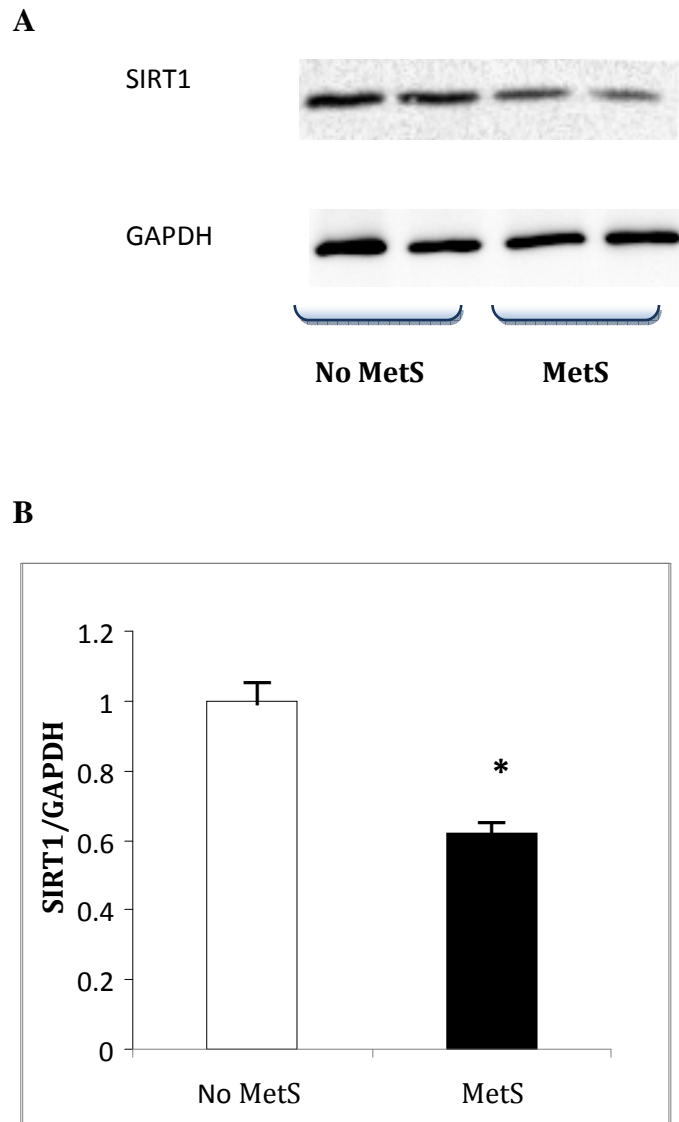 A
SIRT1
GAPDH
No MetS MetS
B
SIRT1/GAPDH
1.2
1
0.8
0.6
0.4
0.2
0
*
No MetS MetS